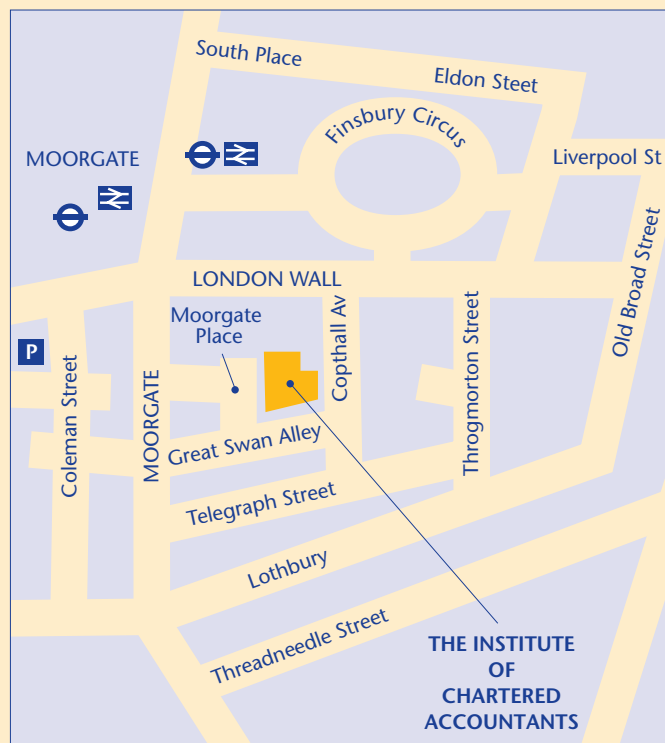 South Place
Eldon Steet
Finsbury Circus
MOORGATE
Liverpool St
LONDON WALL
Old Broad Street
Moorgate
Place
Copthall Av
P
Throgmorton Street
Coleman Street
MOORGATE
Great Swan Alley
Telegraph Street
Lothbury
Threadneedle Street
THE INSTITUTE
OF
CHARTERED
ACCOUNTANTS